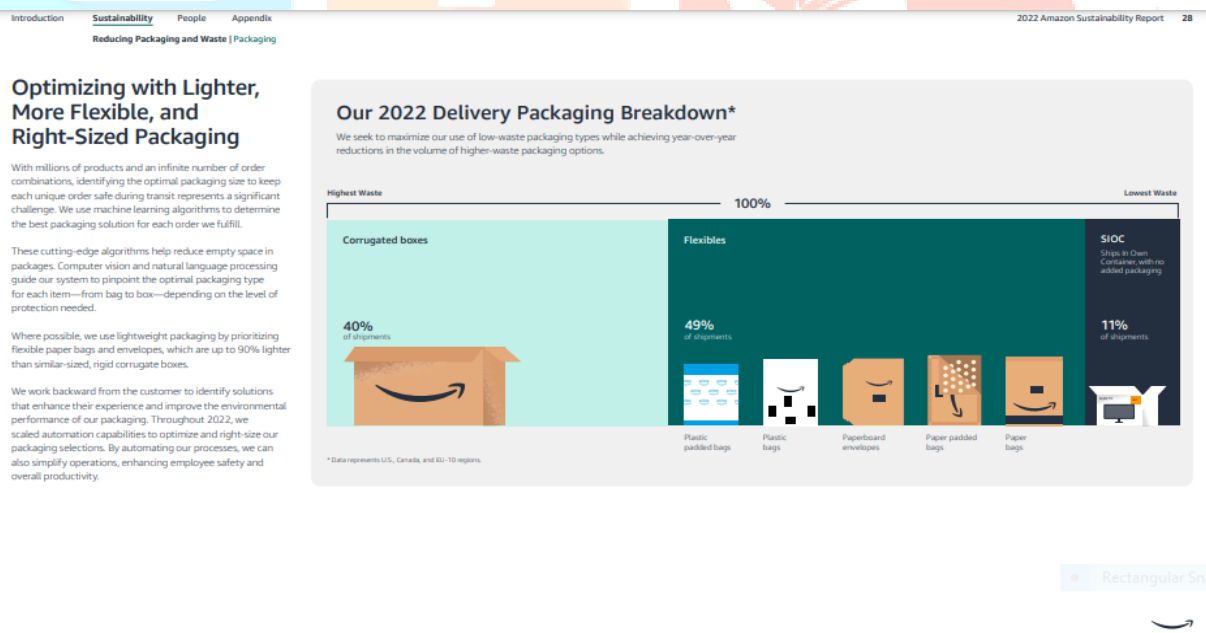 Introduction Sustainability People Appendix
2022 Amazon Sustainability Report 28
Reducing Packaging and Waste | Packaging
Optimizing with Lighter,
More Flexible, and
Right-Sized Packaging
With millions of products and an infinite number of order
combinations, identifying the optimal packaging size to keep
each unique order safe during transit represents a significant
challenge. We use machine learning algorithms to determine
the best packaging solution for each order we fulfill.
These cutting-edge algorithms help reduce empty space in
packages. Computer vision and natural language processing
guide our system to pinpoint the optimal packaging type
for each item—from bag to box—depending on the level of
protection needed.
Where possible, we use lightweight packaging by prioritizing
flexible paper bags and envelopes, which are up to 90% lighter
than similar-sized, rigid corrugate boxes.
We work backward from the customer to identify solutions
that enhance their experience and improve the environmental
performance of our packaging. Throughout 2022, we
scaled automation capabilities to optimize and right-size our
packaging selections. By automating our processes, we can
also simplify operations, enhancing employee safety and
overall productivity.
Our 2022 Delivery Packaging Breakdown*
We seek to maximize our use of low-waste packaging types while achieving year-over-year
reductions in the volume of higher-waste packaging options.
Highest Waste
Lowest Waste
100%
Corrugated boxes
40%
of shipments
Flexibles
49%
of shipments
SIOC
Ships In Own
Container, with no
added packaging
11%
of shipments
Plastic
padded bags
Plastic
bags
Paperboard
envelopes
Paper padded
bags
Paper
bags
* Data represents U.S., Canada, and EU-10 regions.
Rectangular Sn